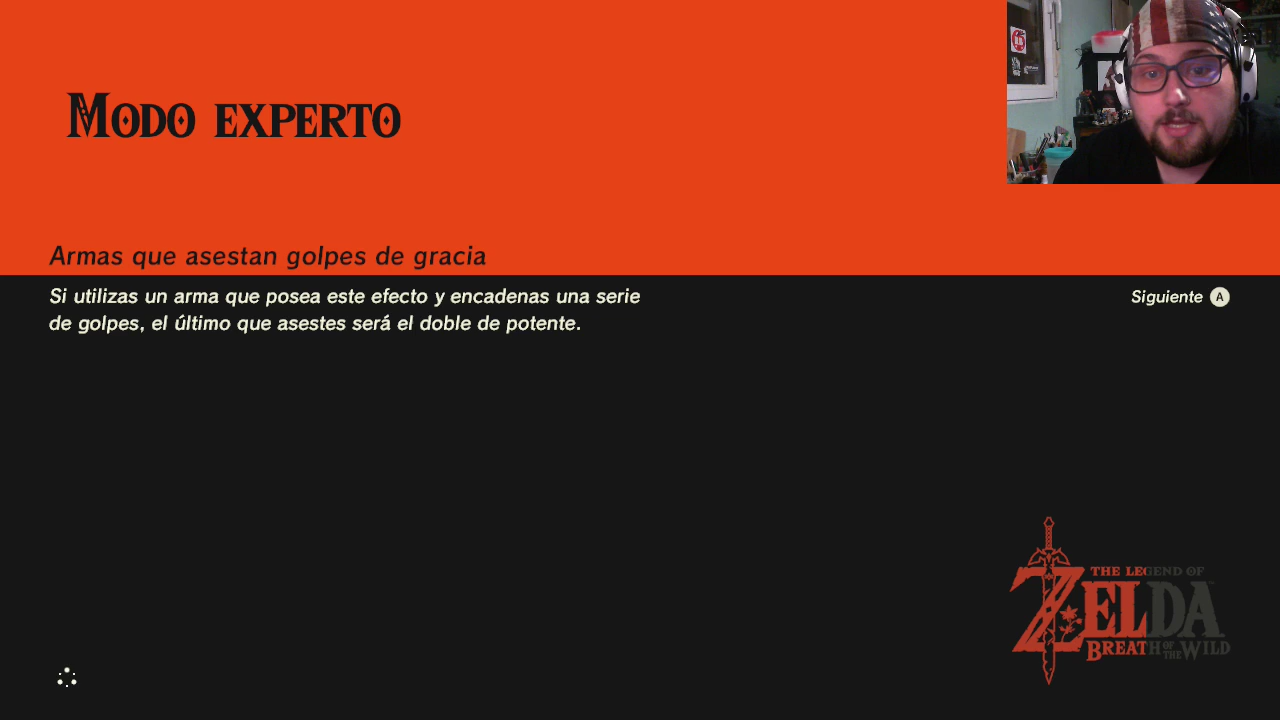 Modo experto
Armas que asestan golpes de gracia
Si utilizas un arma que posea este efecto y encadenas una serie
de golpes, el último que asestes será el doble de potente.
Siguiente A
THE LEGEND OF
ZELDA
BREATH OF THE WILD